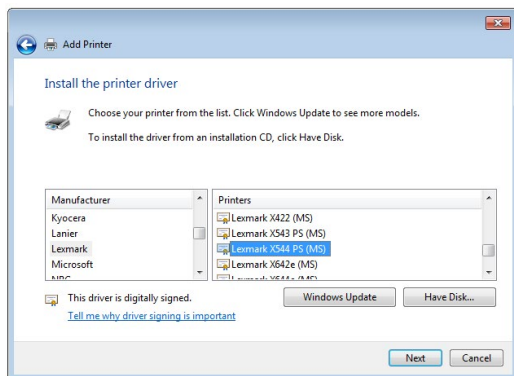 Add Printer
Install the printer driver
Choose your printer from the list. Click Windows Update to see more models.
To install the driver from an installation CD, click Have Disk.
Manufacturer
Kyocera
Lanier
Lexmark
Microsoft
Printers
Lexmark X422 (MS)
Lexmark X543 PS (MS)
Lexmark X544 PS (MS)
Lexmark X642e (MS)
This driver is digitally signed.
Tell me why driver signing is important
Windows Update
Have Disk...
Next
Cancel